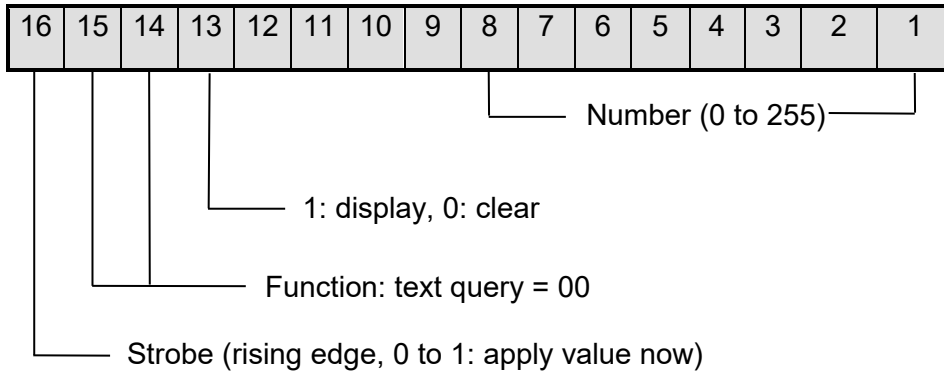 16 15 14 13 12 11 10 9 8 7 6 5 4 3 2 1
Number (0 to 255)
1: display, 0: clear
Function: text query = 00
Strobe (rising edge, 0 to 1: apply value now)